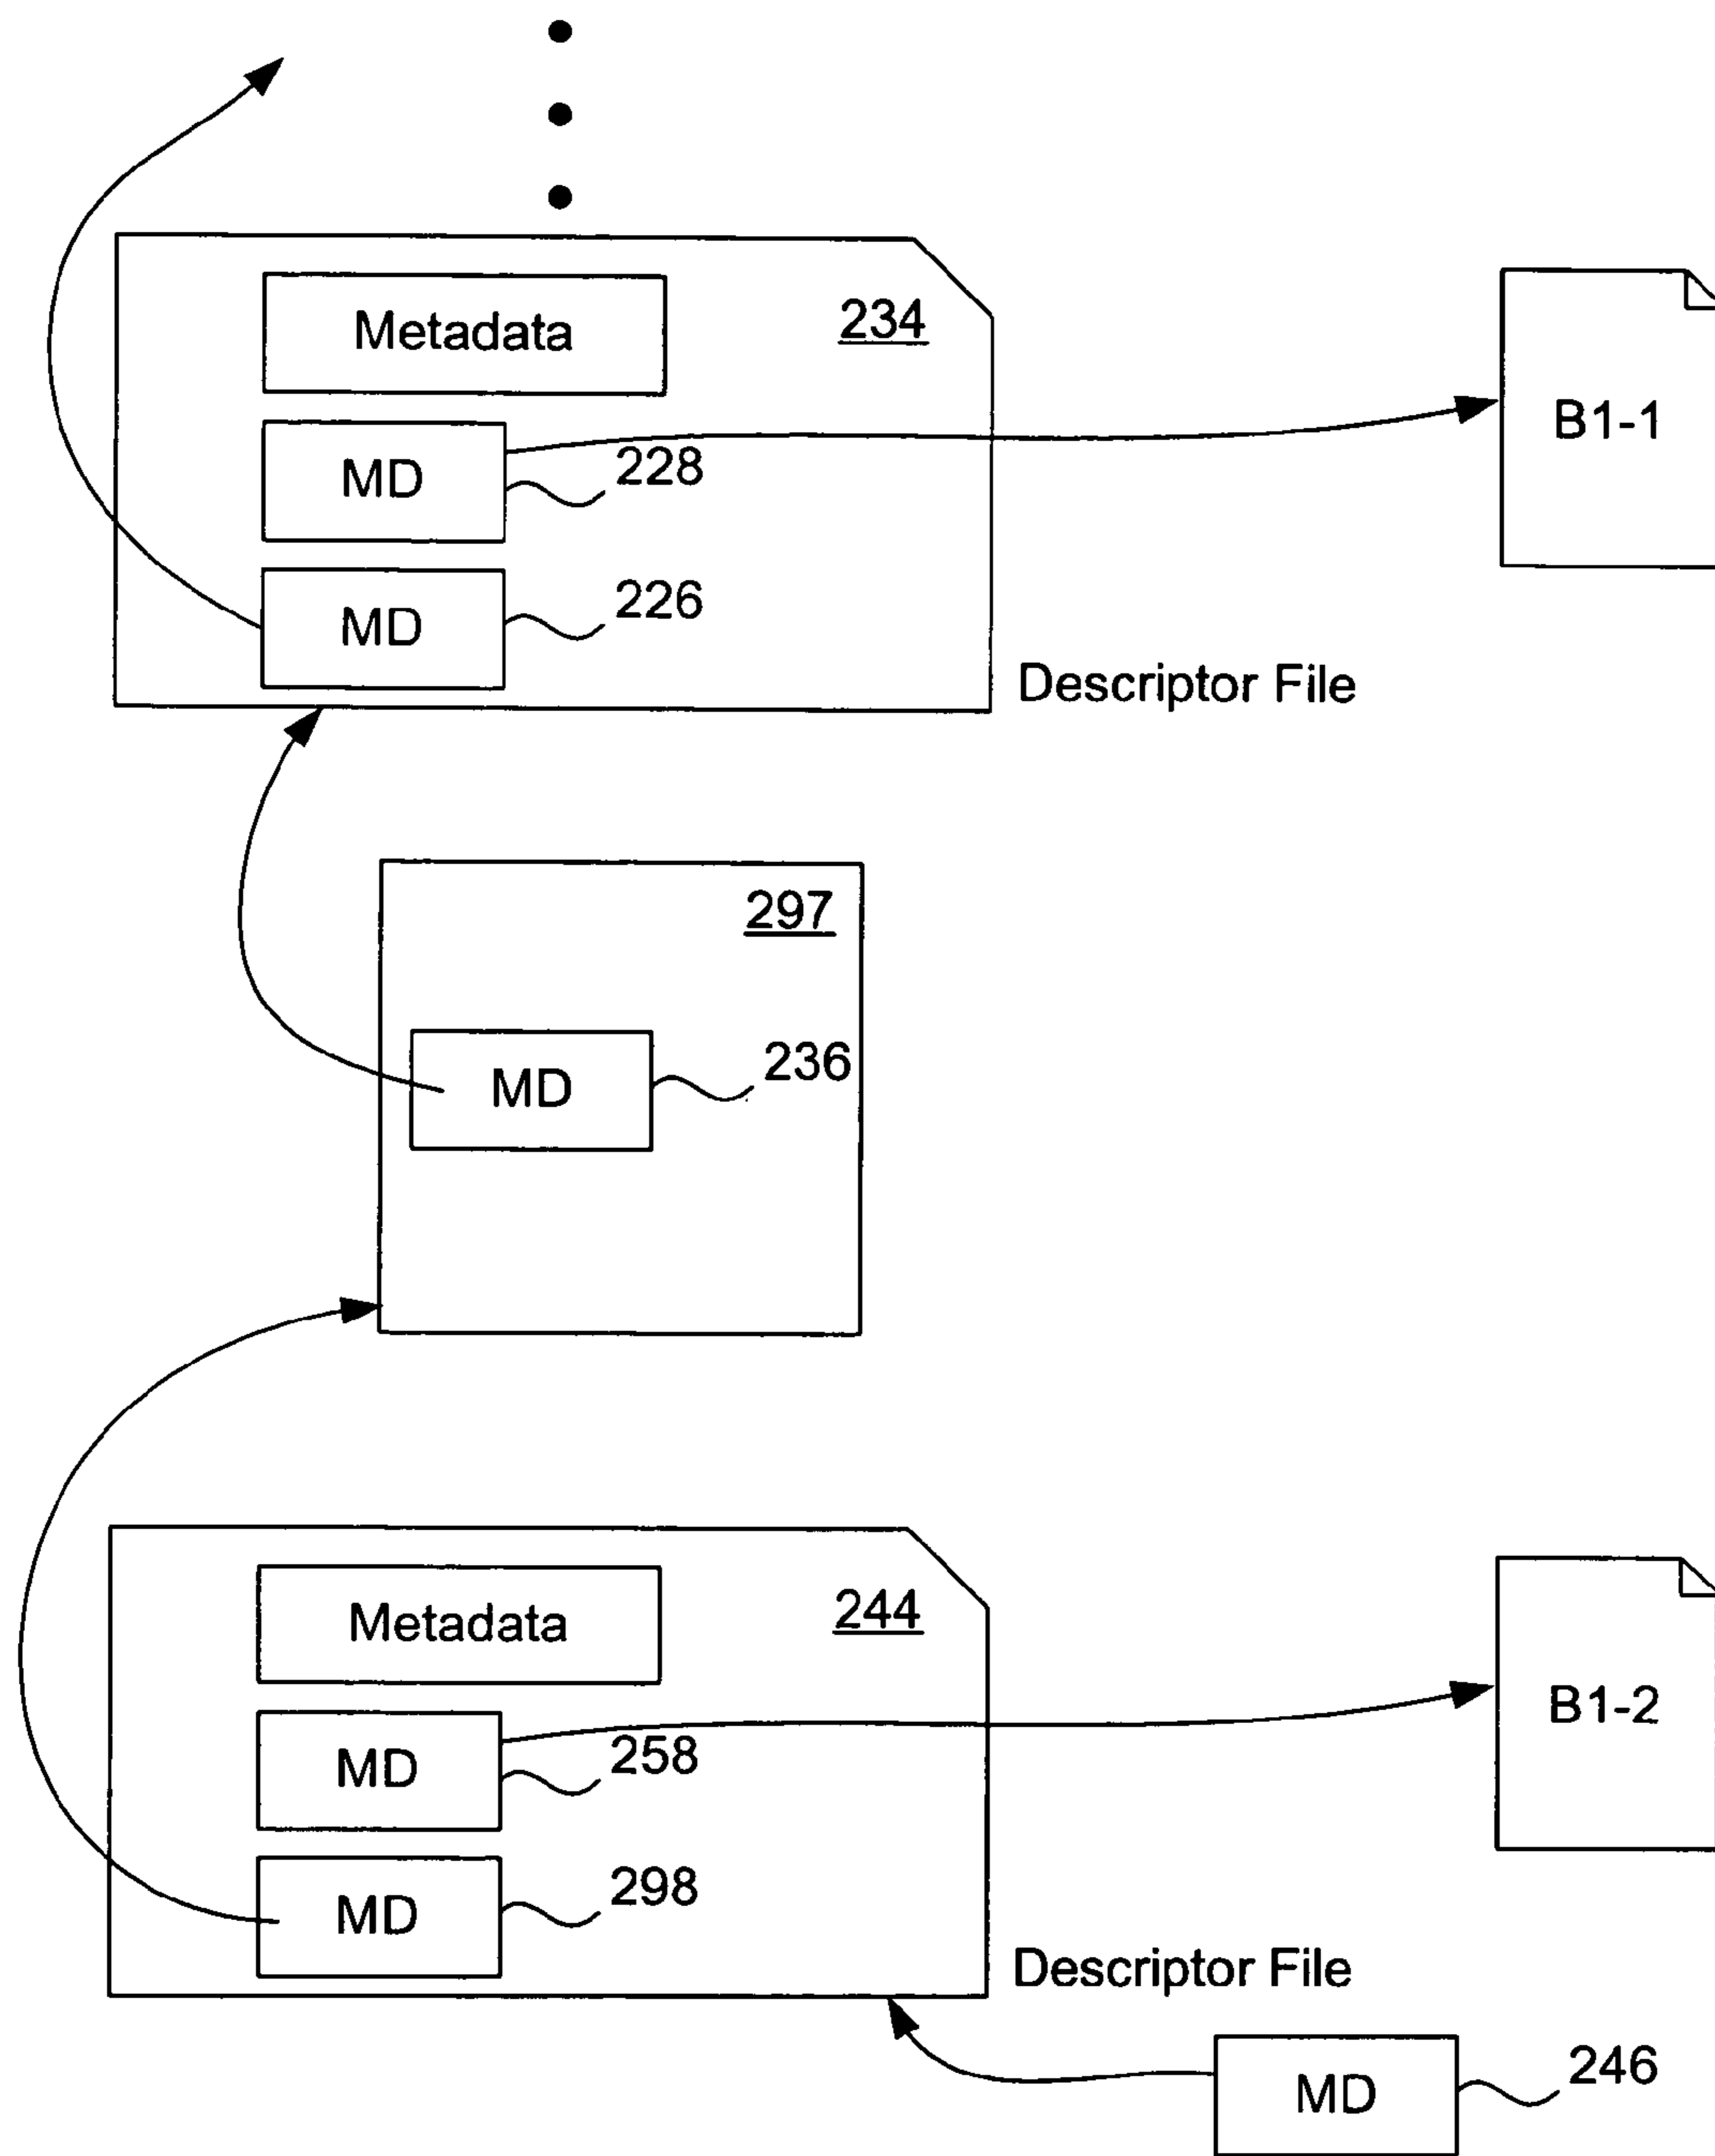 Metadata
234
B1-1
MD
228
MD
226
Descriptor File
297
MD
236
Metadata
244
B1-2
MD
258
MD
298
Descriptor File
MD
246